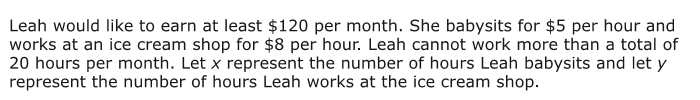 Leah would like to earn at least $120 per month. She babysits for $5 per hour and
works at an ice cream shop for $8 per hour. Leah cannot work more than a total of
20 hours per month. Let x represent the number of hours Leah babysits and let y
represent the number of hours Leah works at the ice cream shop.